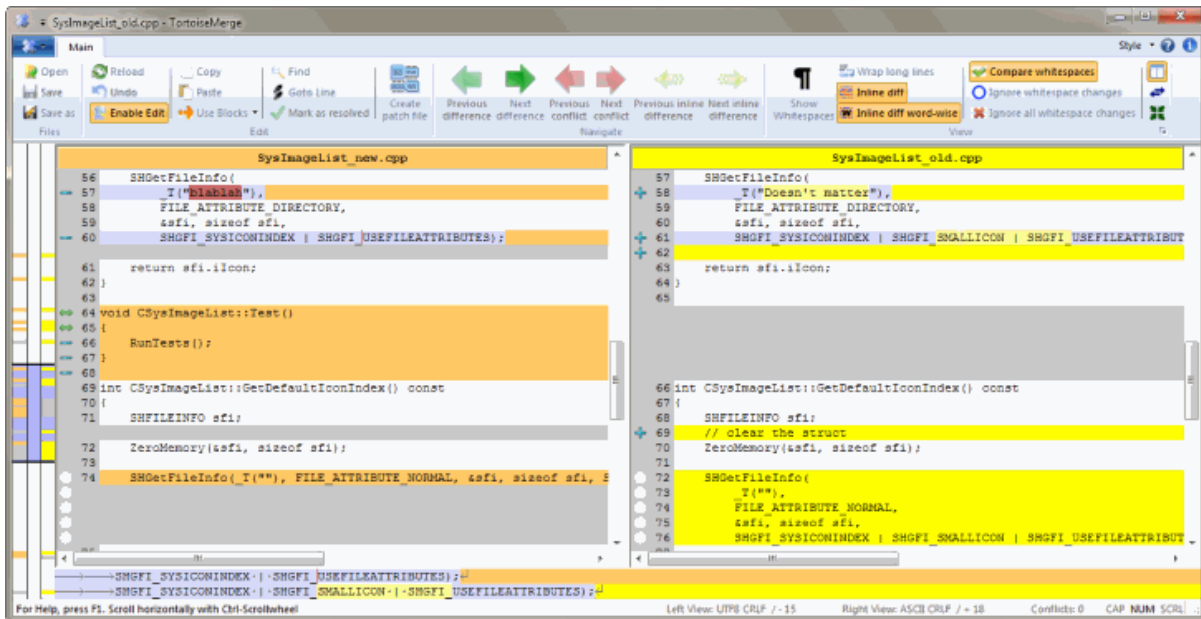 SysImageList_old.cpp - TortoiseMerge
Main
Style
Open
Save
Save as
Files
Reload
Undo
Enable Edit
Copy
Paste
Use Blocks
Find
Goto Line
Mark as resolved
Edit
Create patch file
Previous difference
Next difference
Previous conflict
Next conflict
Previous inline difference
Next inline difference
Navigate
Show Whitespaces
Wrap long lines
Inline diff
Inline diff word-wise
Compare whitespaces
Ignore whitespace changes
Ignore all whitespace changes
View
SysImageList_new.cpp
56 SHGetFileInfo(
57 _T("blablah"),
58 FILE_ATTRIBUTE_DIRECTORY,
59 &sfi, sizeof sfi,
60 SHGFI_SYSICONINDEX | SHGFI_USEFILEATTRIBUTES);
61 return sfi.iIcon;
62 }
63
64 void CSysImageList::Test()
65 {
66 RunTests();
67 }
68
69 int CSysImageList::GetDefaultIconIndex() const
70 {
71 SHFILEINFO sfi;
72 ZeroMemory(&sfi, sizeof sfi);
73
74 SHGetFileInfo(_T(""), FILE_ATTRIBUTE_NORMAL, &sfi, sizeof sfi, S
SysImageList_old.cpp
57 SHGetFileInfo(
58 _T("Doesn't matter"),
59 FILE_ATTRIBUTE_DIRECTORY,
60 &sfi, sizeof sfi,
61 SHGFI_SYSICONINDEX | SHGFI_SMALLICON | SHGFI_USEFILEATTRIBUT
62
63 return sfi.iIcon;
64 }
65
66 int CSysImageList::GetDefaultIconIndex() const
67 {
68 SHFILEINFO sfi;
69 // clear the struct
70 ZeroMemory(&sfi, sizeof sfi);
71
72 SHGetFileInfo(
73 _T(""),
74 FILE_ATTRIBUTE_NORMAL,
75 &sfi, sizeof sfi,
76 SHGFI_SYSICONINDEX | SHGFI_SMALLICON | SHGFI_USEFILEATTRIBUT
SHGFI_SYSICONINDEX·|·SHGFI_USEFILEATTRIBUTES);
SHGFI_SYSICONINDEX·|·SHGFI_SMALLICON·|·SHGFI_USEFILEATTRIBUTES);
For Help, press F1. Scroll horizontally with Ctrl-Scrollwheel
Left View: UTF8 CRLF / - 15
Right View: ASCII CRLF / + 18
Conflicts: 0
CAP NUM SCRL